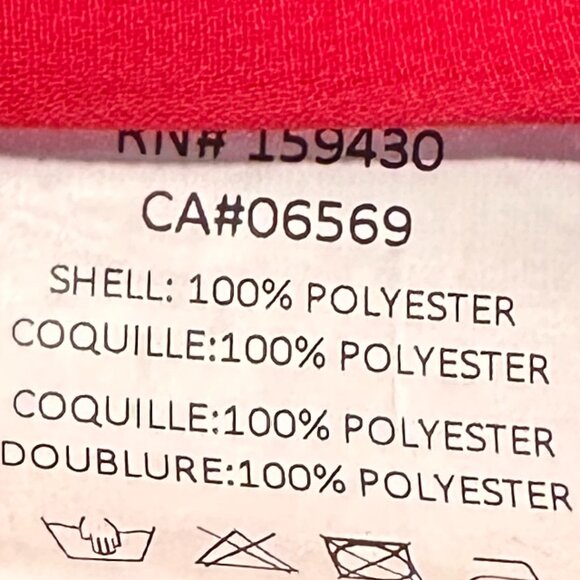 RN# 159430
CA#06569
SHELL: 100% POLYESTER
COQUILLE:100% POLYESTER
COQUILLE:100% POLYESTER
DOUBLURE:100% POLYESTER